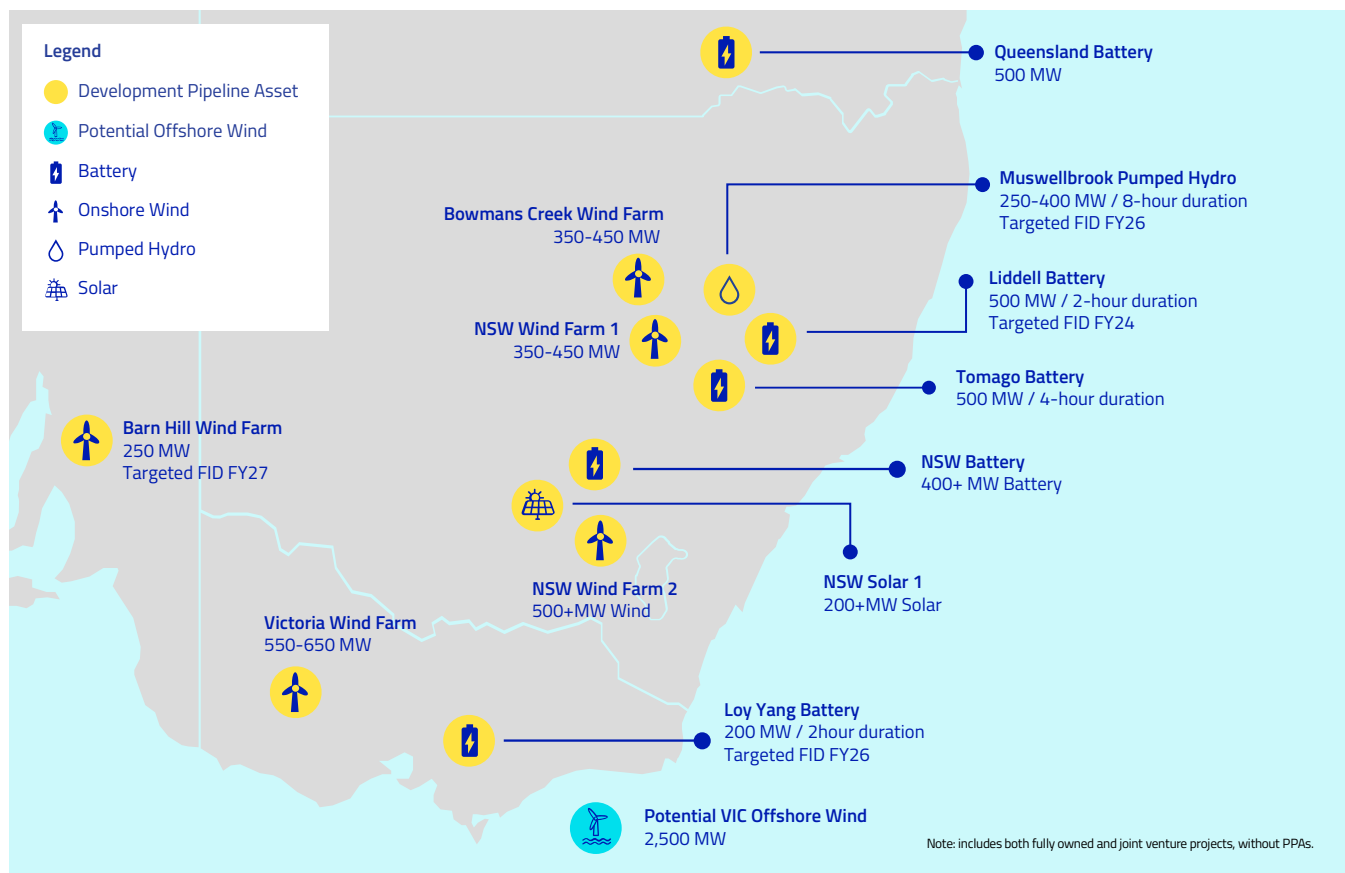 Legend
Development Pipeline Asset
Potential Offshore Wind
Battery
Onshore Wind
Pumped Hydro
Solar
Queensland Battery
500 MW
Muswellbrook Pumped Hydro
250-400 MW / 8-hour duration
Targeted FID FY26
Bowmans Creek Wind Farm
350-450 MW
Liddell Battery
500 MW / 2-hour duration
Targeted FID FY24
NSW Wind Farm 1
350-450 MW
Tomago Battery
500 MW / 4-hour duration
Barn Hill Wind Farm
250 MW
Targeted FID FY27
NSW Battery
400+ MW Battery
NSW Solar 1
200+MW Solar
NSW Wind Farm 2
500+MW Wind
Victoria Wind Farm
550-650 MW
Loy Yang Battery
200 MW / 2hour duration
Targeted FID FY26
Potential VIC Offshore Wind
2,500 MW
Note: includes both fully owned and joint venture projects, without PPAs.